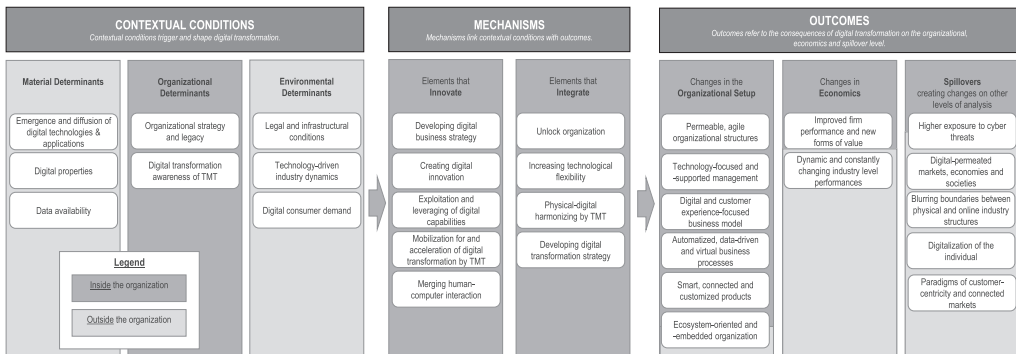 CONTEXTUAL CONDITIONS
Contextual conditions trigger and shape digital transformation.
Material Determinants
Emergence and diffusion of
digital technologies &
applications
Digital properties
Data availability
Organizational
Determinants
Organizational strategy
and legacy
Digital transformation
awareness of TMT
Environmental
Determinants
Legal and infrastructural
conditions
Technology-driven
industry dynamics
Digital consumer demand
Legend
Inside the organization
Outside the organization
MECHANISMS
Mechanisms link contextual conditions with outcomes.
Elements that
Innovate
Developing digital
business strategy
Creating digital
innovation
Exploitation and
leveraging of digital
capabilities
Mobilization for and
acceleration of digital
transformation by TMT
Merging human-
computer interaction
Elements that
Integrate
Unlock organization
Increasing technological
flexibility
Physical-digital
harmonizing by TMT
Developing digital
transformation strategy
OUTCOMES
Outcomes refer to the consequences of digital transformation on the organizational,
economics and spillover level.
Changes in the
Organizational Setup
Permeable, agile
organizational structures
Technology-focused and
-supported management
Digital and customer
experience-focused
business model
Automatized, data-driven
and virtual business
processes
Smart, connected and
customized products
Ecosystem-oriented and
-embedded organization
Changes in
Economics
Improved firm
performance and new
forms of value
Dynamic and constantly
changing industry level
performances
Spillovers
creating changes on other
levels of analysis
Higher exposure to cyber
threats
Digital-permeated
markets, economies and
societies
Blurring boundaries between
physical and online industry
structures
Digitalization of the
individual
Paradigms of customer-
centricity and connected
markets